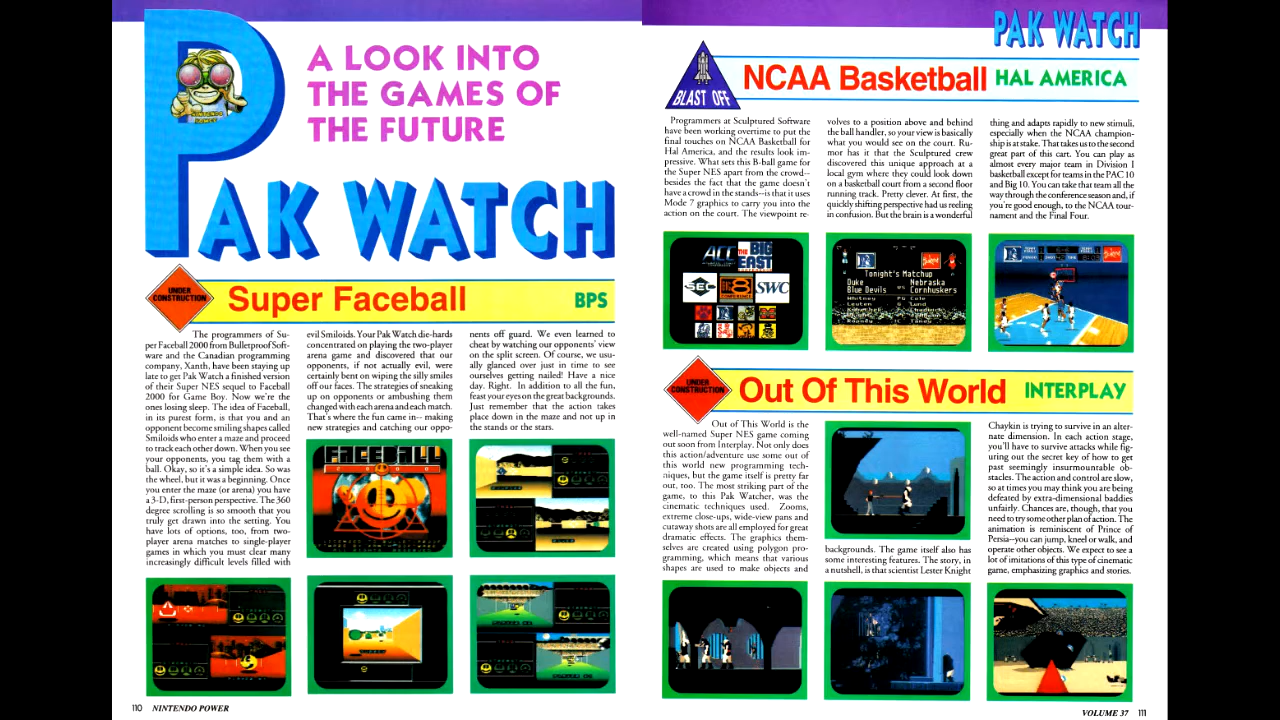 PAK WATCH
A LOOK INTO
THE GAMES OF
THE FUTURE
UNDER
CONSTRUCTION
Super Faceball
BPS
The programmers of Su-
per Faceball 2000 from Bulletproof Soft-
ware and the Canadian programming
company, Xanth, have been staying up
late to get Pak Watch a finished version
of their Super NES sequel to Faceball
2000 for Game Boy. Now we're the
ones losing sleep. The idea of Faceball,
in its purest form, is that you and an
opponent become smiling shapes called
Smiloids who enter a maze and proceed
to track each other down. When you see
your opponents, you tag them with a
ball. Okay, so it's a simple idea. So was
the wheel, but it was a beginning. Once
you enter the maze (or arena) you have
a 3-D, first-person perspective. The 360
degree scrolling is so smooth that you
truly get drawn into the setting. You
have lots of options, too, from two-
player arena matches to single-player
games in which you must clear many
increasingly difficult levels filled with
evil Smiloids. Your Pak Watch die-hards
concentrated on playing the two-player
arena game and discovered that our
opponents, if not actually evil, were
certainly bent on wiping the silly smiles
off our faces. The strategies of sneaking
up on opponents or ambushing them
changed with each arena and each match.
That's where the fun came in-- making
new strategies and catching our oppo-
nents off guard. We even learned to
cheat by watching our opponents' view
on the split screen. Of course, we usu-
ally glanced over just in time to see
ourselves getting nailed! Have a nice
day. Right. In addition to all the fun,
feast your eyes on the great backgrounds.
Just remember that the action takes
place down in the maze and not up in
the stands or the stars.
FACEBALL
2000
110 NINTENDO POWER
PAK WATCH
BLAST OFF
NCAA Basketball
HAL AMERICA
Programmers at Sculptured Software
have been working overtime to put the
final touches on NCAA Basketball for
Hal America, and the results look im-
pressive. What sets this B-ball game for
the Super NES apart from the crowd--
besides the fact that the game doesn't
have a crowd in the stands--is that it uses
Mode 7 graphics to carry you into the
action on the court. The viewpoint re-
volves to a position above and behind
the ball handler, so your view is basically
what you would see on the court. Ru-
mor has it that the Sculptured crew
discovered this unique approach at a
local gym where they could look down
on a basketball court from a second floor
running track. Pretty clever. At first, the
quickly shifting perspective had us reeling
in confusion. But the brain is a wonderful
thing and adapts rapidly to new stimuli,
especially when the NCAA champion-
ship is at stake. That takes us to the second
great part of this cart. You can play as
almost every major team in Division I
basketball except for teams in the PAC 10
and Big 10. You can take that team all the
way through the conference season and, if
you're good enough, to the NCAA tour-
nament and the Final Four.
ACC
THE BIG
EAST
SEC
BIG 8
SWC
Tonight's Matchup
Duke
Blue Devils
vs
Nebraska
Cornhuskers
UNDER
CONSTRUCTION
Out Of This World
INTERPLAY
Out of This World is the
well-named Super NES game coming
out soon from Interplay. Not only does
this action/adventure use some out of
this world new programming tech-
niques, but the game itself is pretty far
out, too. The most striking part of the
game, to this Pak Watcher, was the
cinematic techniques used. Zooms,
extreme close-ups, wide-view pans and
cutaway shots are all employed for great
dramatic effects. The graphics them-
selves are created using polygon pro-
gramming, which means that various
shapes are used to make objects and
backgrounds. The game itself also has
some interesting features. The story, in
a nutshell, is that scientist Lester Knight
Chaykin is trying to survive in an alter-
nate dimension. In each action stage,
you'll have to survive attacks while fig-
uring out the secret key of how to get
past seemingly insurmountable ob-
stacles. The action and control are slow,
so at times you may think you are being
defeated by extra-dimensional baddies
unfairly. Chances are, though, that you
need to try some other plan of action. The
animation is reminiscent of Prince of
Persia--you can jump, kneel or walk, and
operate other objects. We expect to see a
lot of imitations of this type of cinematic
game, emphasizing graphics and stories.
VOLUME 37 111